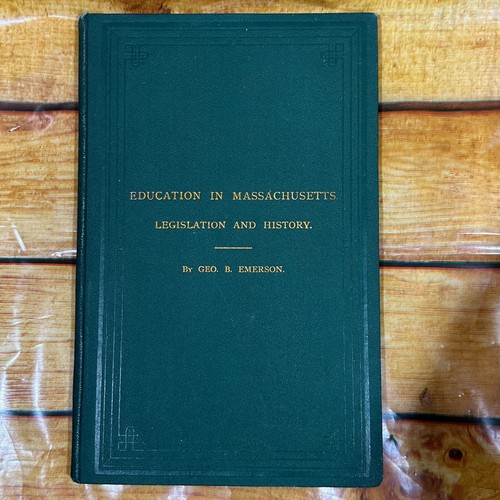 EDUCATION IN MASSACHUSETTS
LEGISLATION AND HISTORY.
BY GEO. B. EMERSON.